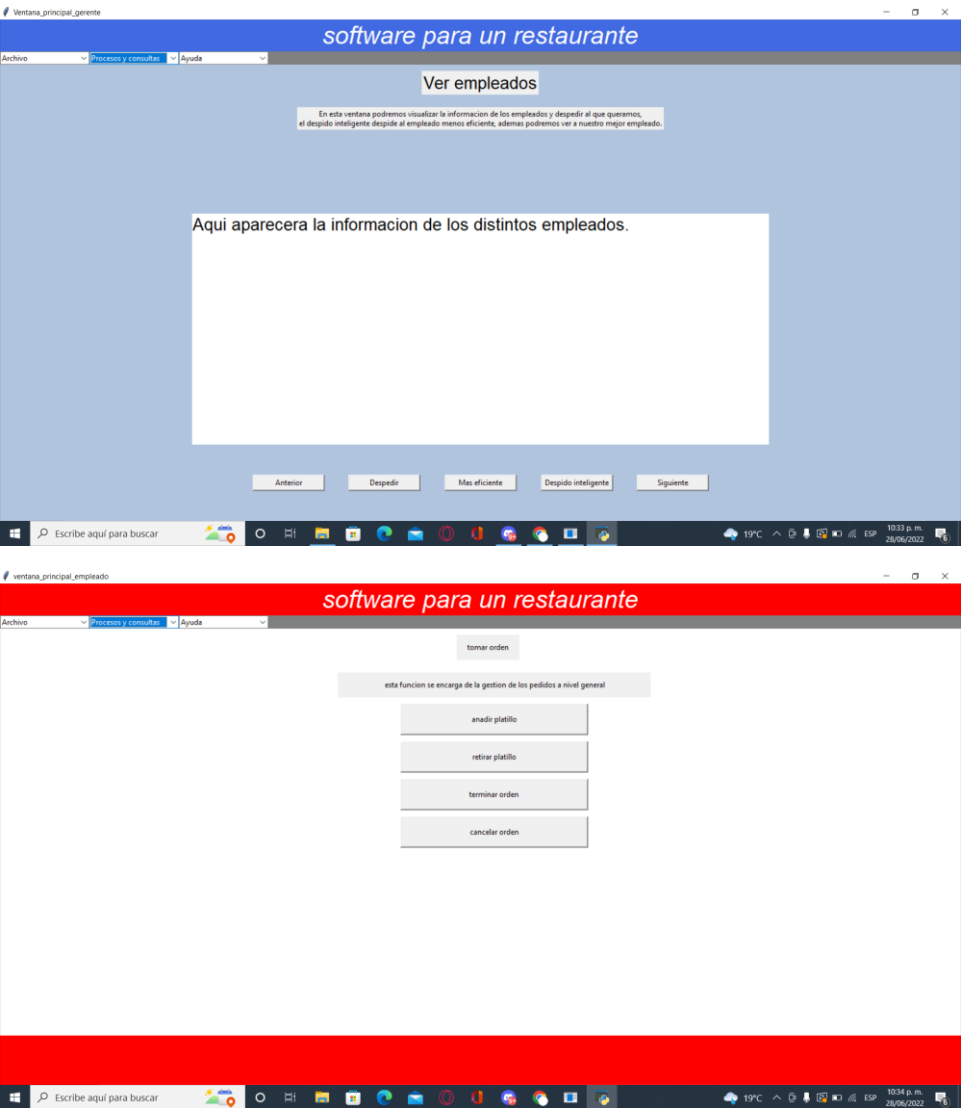 Ventana_principal_gerente
software para un restaurante
Archivo Procesos y consultas Ayuda
Ver empleados
En esta ventana podremos visualizar la informacion de los empleados y despedir al que queramos,
el despido inteligente despide al empleado menos eficiente, ademas podremos ver a nuestro mejor empleado.
Aqui aparecera la informacion de los distintos empleados.
Anterior Despedir Mas eficiente Despido inteligente Siguiente
Escribe aquí para buscar 19°C ESP 10:33 p. m.
28/06/2022 6
ventana_principal_empleado
software para un restaurante
Archivo Procesos y consultas Ayuda
tomar orden
esta funcion se encarga de la gestion de los pedidos a nivel general
anadir platillo
retirar platillo
terminar orden
cancelar orden
Escribe aquí para buscar 19°C ESP 10:34 p. m.
28/06/2022 6